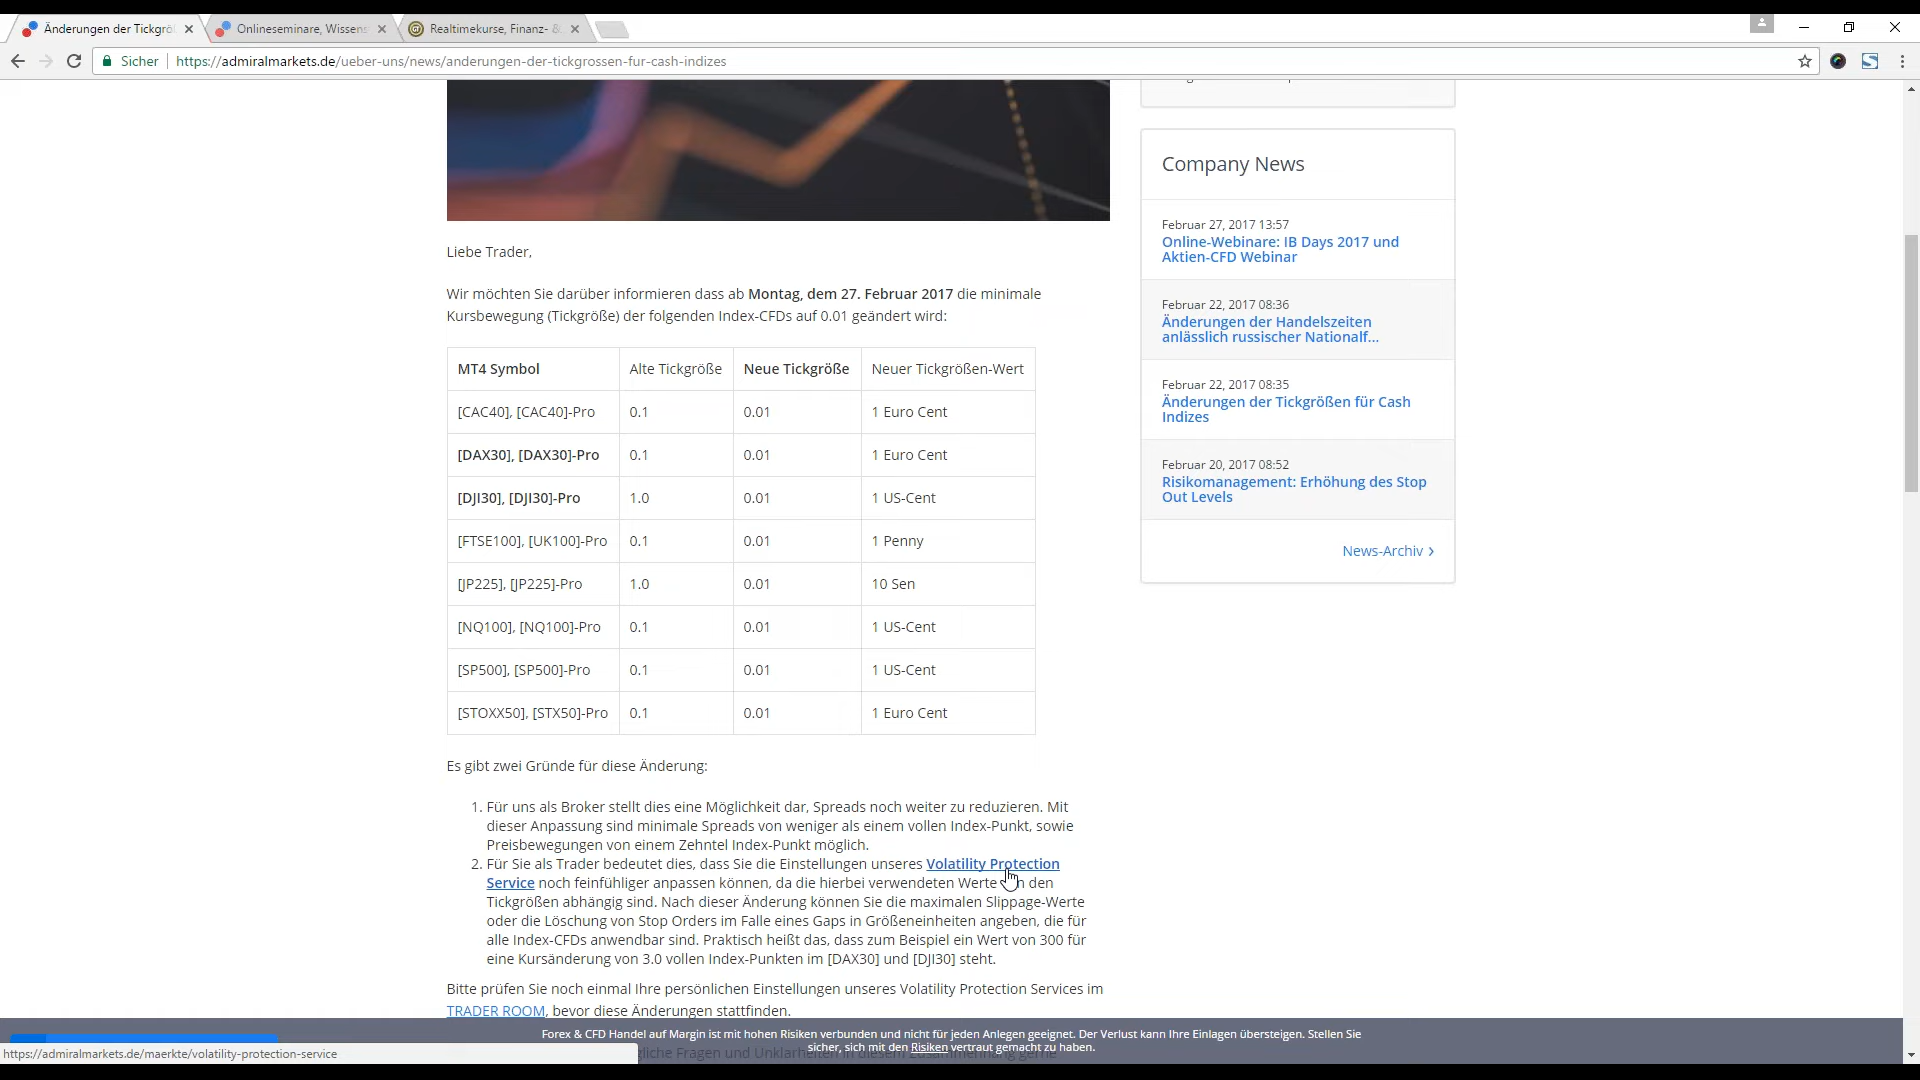 Änderungen der Tickgrö
Onlineseminare, Wissens
Realtimekurse, Finanz- &
Sicher
https://admiralmarkets.de/ueber-uns/news/anderungen-der-tickgrossen-fur-cash-indizes
Liebe Trader,
Wir möchten Sie darüber informieren dass ab Montag, dem 27. Februar 2017 die minimale
Kursbewegung (Tickgröße) der folgenden Index-CFDs auf 0.01 geändert wird:
MT4 Symbol Alte Tickgröße Neue Tickgröße Neuer Tickgrößen-Wert
[CAC40], [CAC40]-Pro 0.1 0.01 1 Euro Cent
[DAX30], [DAX30]-Pro 0.1 0.01 1 Euro Cent
[DJI30], [DJI30]-Pro 1.0 0.01 1 US-Cent
[FTSE100], [UK100]-Pro 0.1 0.01 1 Penny
[JP225], [JP225]-Pro 1.0 0.01 10 Sen
[NQ100], [NQ100]-Pro 0.1 0.01 1 US-Cent
[SP500], [SP500]-Pro 0.1 0.01 1 US-Cent
[STOXX50], [STX50]-Pro 0.1 0.01 1 Euro Cent
Es gibt zwei Gründe für diese Änderung:
1. Für uns als Broker stellt dies eine Möglichkeit dar, Spreads noch weiter zu reduzieren. Mit
dieser Anpassung sind minimale Spreads von weniger als einem vollen Index-Punkt, sowie
Preisbewegungen von einem Zehntel Index-Punkt möglich.
2. Für Sie als Trader bedeutet dies, dass Sie die Einstellungen unseres Volatility Protection
Service noch feinfühliger anpassen können, da die hierbei verwendeten Werte den
Tickgrößen abhängig sind. Nach dieser Änderung können Sie die maximalen Slippage-Werte
oder die Löschung von Stop Orders im Falle eines Gaps in Größeneinheiten angeben, die für
alle Index-CFDs anwendbar sind. Praktisch heißt das, dass zum Beispiel ein Wert von 300 für
eine Kursänderung von 3.0 vollen Index-Punkten im [DAX30] und [DJI30] steht.
Bitte prüfen Sie noch einmal Ihre persönlichen Einstellungen unseres Volatility Protection Services im
TRADER ROOM, bevor diese Änderungen stattfinden.
Company News
Februar 27, 2017 13:57
Online-Webinare: IB Days 2017 und
Aktien-CFD Webinar
Februar 22, 2017 08:36
Änderungen der Handelszeiten
anlässlich russischer Nationalf...
Februar 22, 2017 08:35
Änderungen der Tickgrößen für Cash
Indizes
Februar 20, 2017 08:52
Risikomanagement: Erhöhung des Stop
Out Levels
News-Archiv >
Forex & CFD Handel auf Margin ist mit hohen Risiken verbunden und nicht für jeden Anlegen geeignet. Der Verlust kann Ihre Einlagen übersteigen. Stellen Sie
sicher, sich mit den Risiken vertraut gemacht zu haben.
https://admiralmarkets.de/maerkte/volatility-protection-service